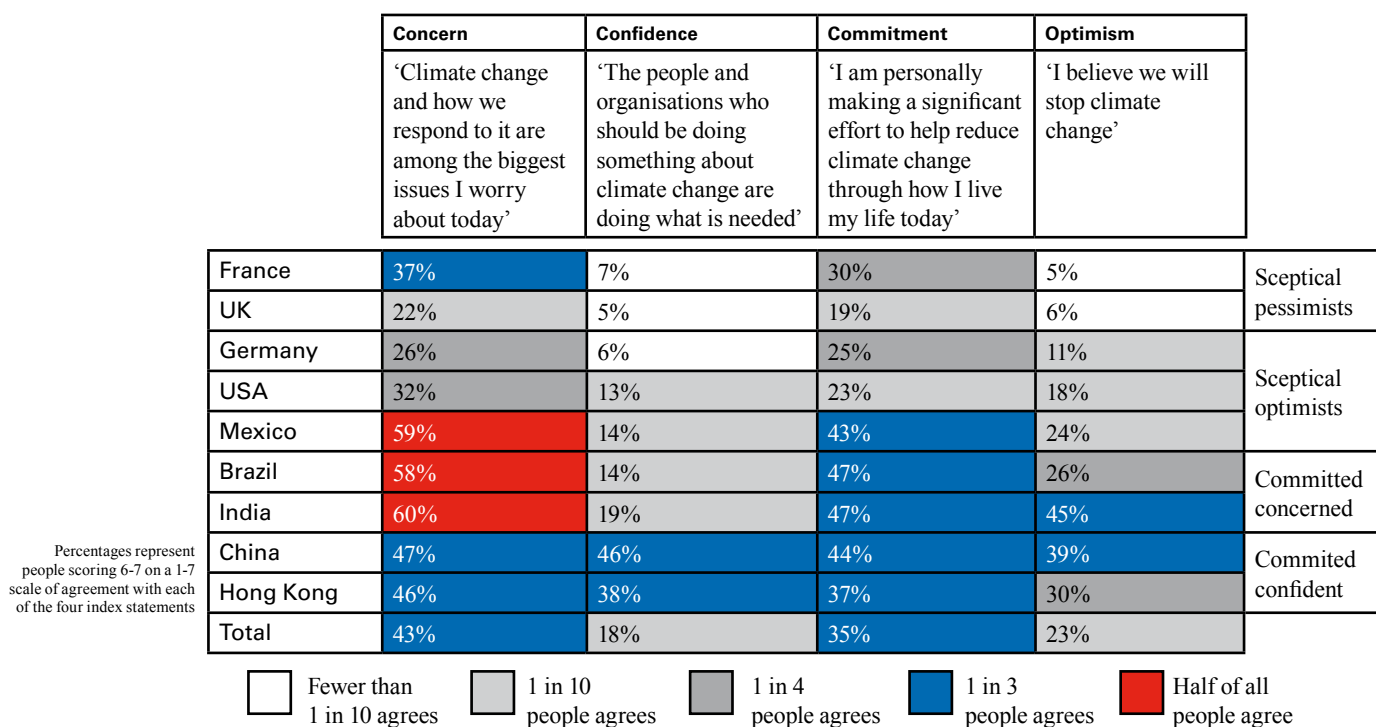 Concern Confidence Commitment Optimism
‘Climate change and how we respond to it are among the biggest issues I worry about today’
‘The people and organisations who should be doing something about climate change are doing what is needed’
‘I am personally making a significant effort to help reduce climate change through how I live my life today’
‘I believe we will stop climate change’
France 37% 7% 30% 5%
UK 22% 5% 19% 6%
Sceptical
pessimists
Germany 26% 6% 25% 11%
USA 32% 13% 23% 18%
Mexico 59% 14% 43% 24%
Sceptical
optimists
Brazil 58% 14% 47% 26%
India 60% 19% 47% 45%
Committed
concerned
China 47% 46% 44% 39%
Hong Kong 46% 38% 37% 30%
Commited
confident
Total 43% 18% 35% 23%
Percentages represent
people scoring 6-7 on a 1-7
scale of agreement with each
of the four index statements
Fewer than
1 in 10 agrees
1 in 10
people agrees
1 in 4
people agrees
1 in 3
people agrees
Half of all
people agree